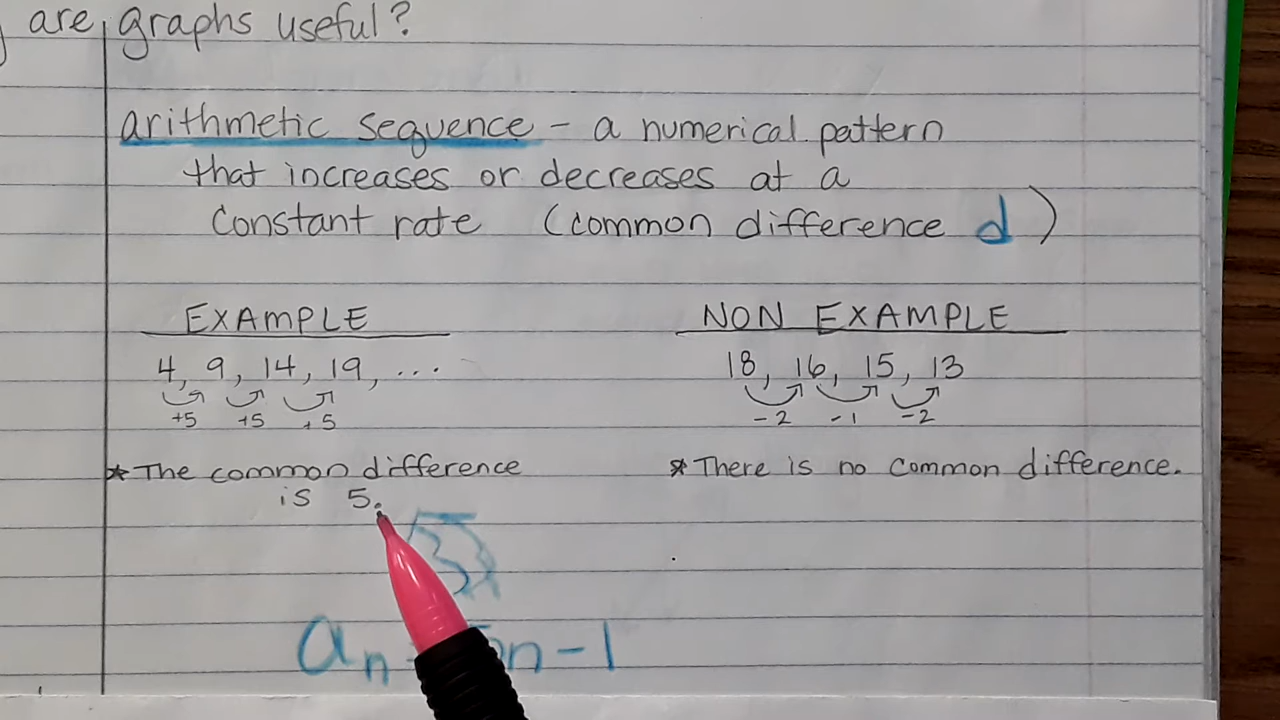 are graphs useful?
arithmetic sequence - a numerical pattern
that increases or decreases at a
constant rate (common difference d)
EXAMPLE
4, 9, 14, 19, ...
+5 +5 +5
* The common difference
is 5.
NON EXAMPLE
18, 16, 15, 13
-2 -1 -2
* There is no common difference.
an n - 1